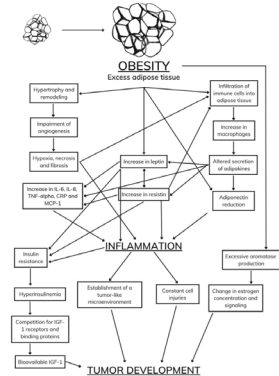 OBESITY
Excess adipose tissue
Hypertrophy and
remodeling
Infiltration of
immune cells into
adipose tissue
Impairment of
angiogenesis
Increase in
macrophages
Hypoxia, necrosis
and fibrosis
Increase in leptin
Altered secretion
of adipokines
Increase in IL-6, IL-8,
TNF-alpha, CRP and
MCP-1
Increase in resistin
Adiponectin
reduction
INFLAMMATION
Insulin
resistance
Excessive aromatase
production
Hyperinsulinemia
Establishment of a
tumor-like
microenvironment
Constant cell
injuries
Change in estrogen
concentration and
signaling
Competition for IGF-
1 receptors and
binding proteins
Bioavailable IGF-1
TUMOR DEVELOPMENT